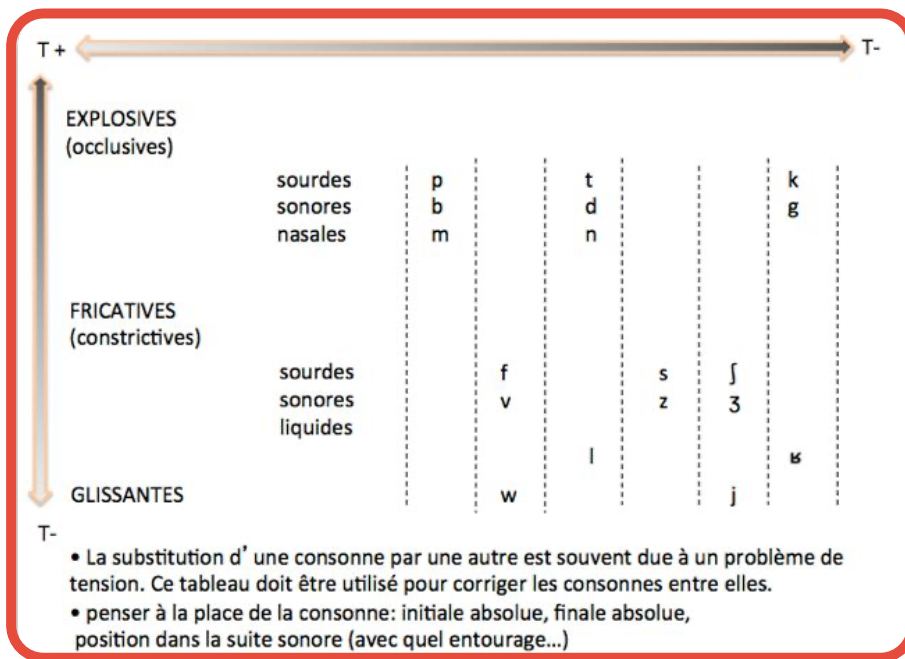 T + T-
EXPLOSIVES
(occlusives)
sourdes p t k
sonores b d g
nasales m n
FRICATIVES
(constrictives)
sourdes f s ʃ
sonores v z ʒ
liquides
l ʁ
GLISSANTES w j
T-
• La substitution d' une consonne par une autre est souvent due à un problème de
tension. Ce tableau doit être utilisé pour corriger les consonnes entre elles.
• penser à la place de la consonne: initiale absolue, finale absolue,
position dans la suite sonore (avec quel entourage...)